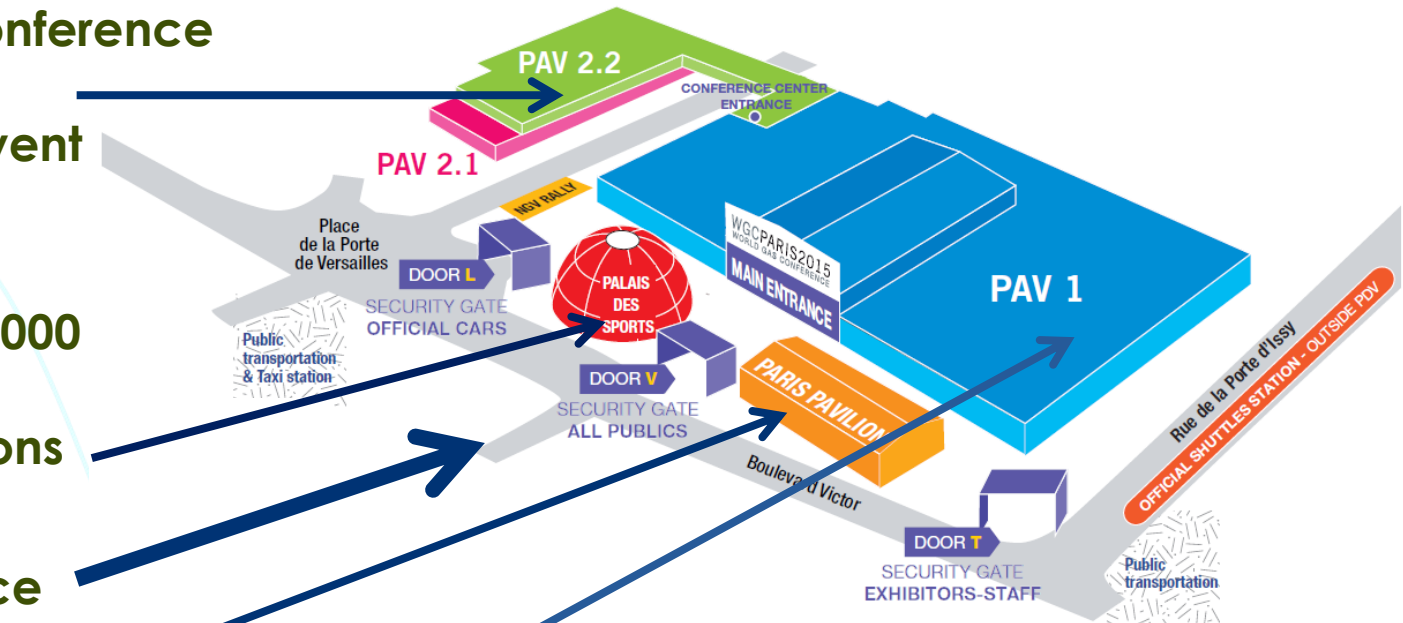 onference
vent
000
ons
ce
PAV 2.2
CONFERENCE CENTER
ENTRANCE
PAV 2.1
NGV RALLY
Place
de la Porte
de Versailles
DOOR L
SECURITY GATE
OFFICIAL CARS
Public
transportation
& Taxi station
PALAIS
DES
SPORTS
WGCPARIS2015
WORLD GAS CONFERENCE
MAIN ENTRANCE
PAV 1
DOOR V
SECURITY GATE
ALL PUBLICS
PARIS PAVILION
Boulevard Victor
Rue de la Porte d'Issy
OFFICIAL SHUTTLES STATION - OUTSIDE PDV
DOOR T
SECURITY GATE
EXHIBITORS-STAFF
Public
transportation